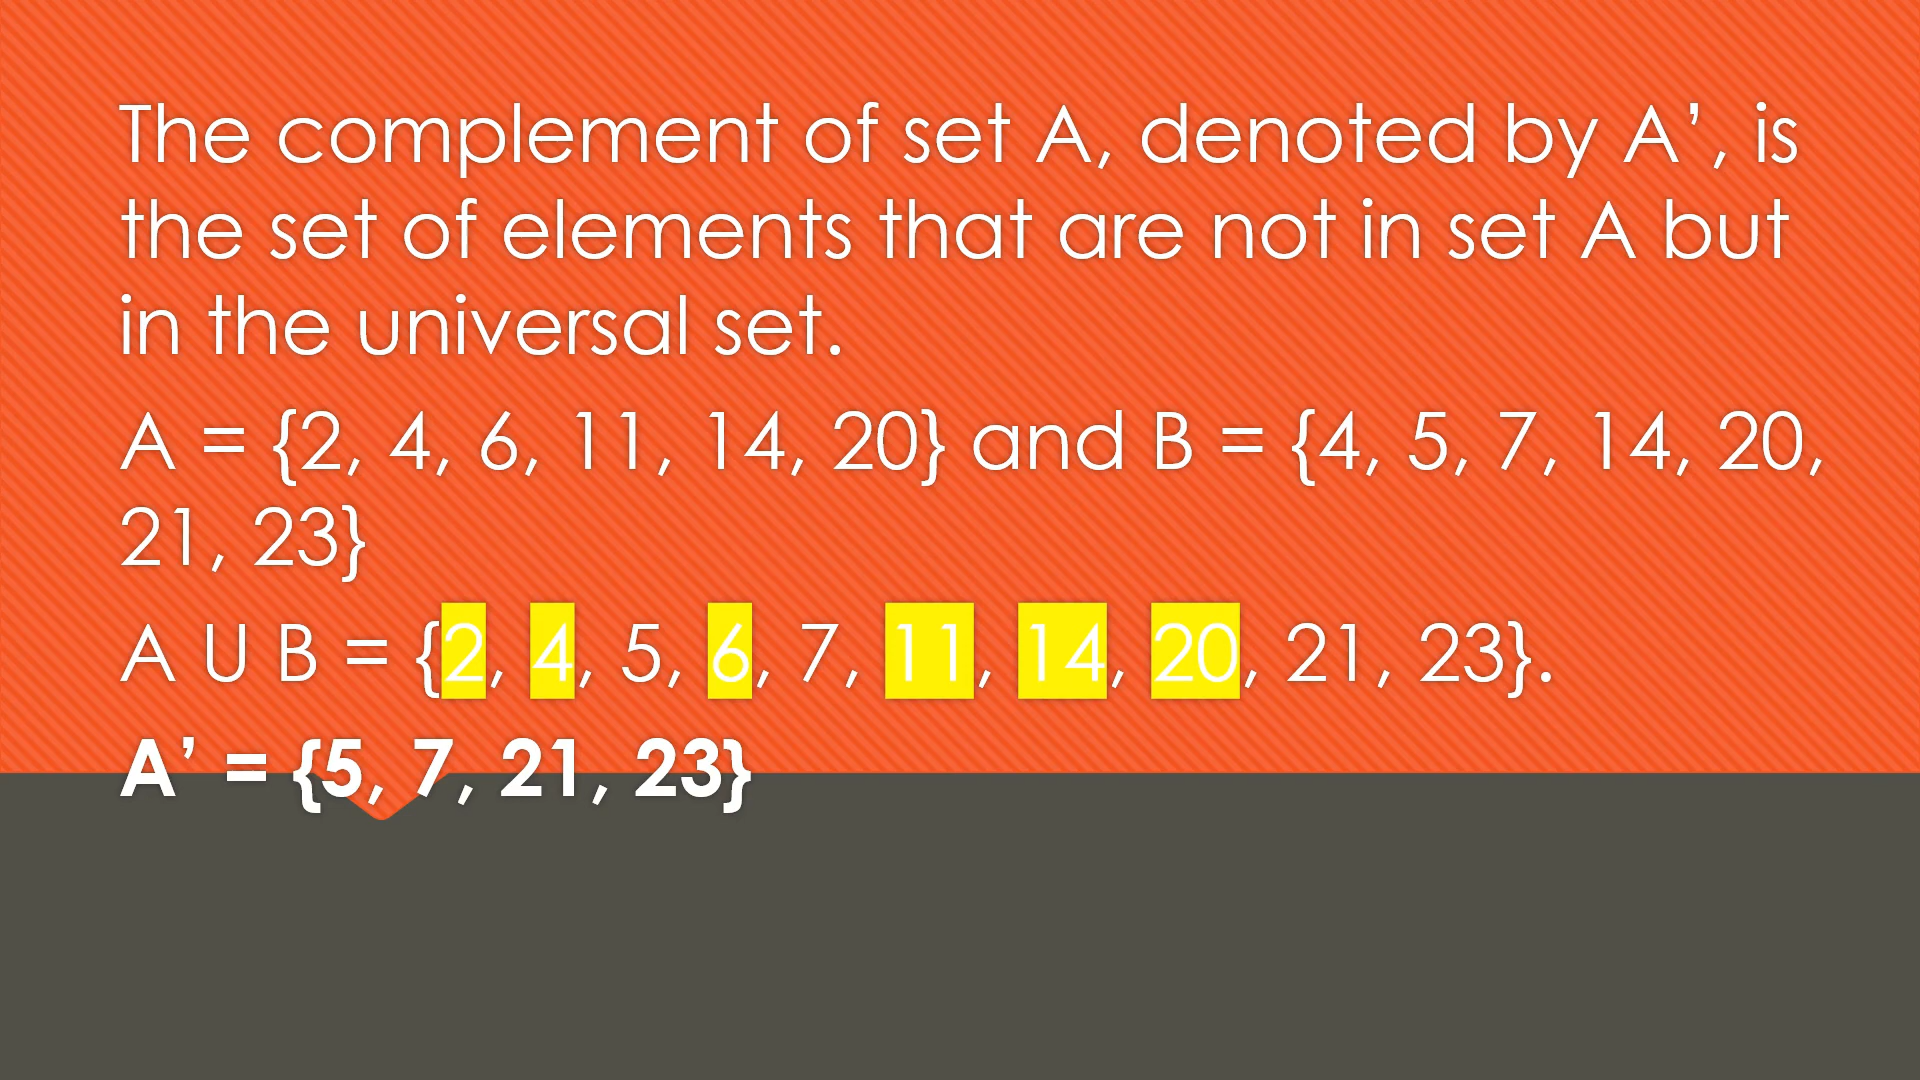 The complement of set A, denoted by A’, is
the set of elements that are not in set A but
in the universal set.
A = {2, 4, 6, 11, 14, 20} and B = {4, 5, 7, 14, 20,
21, 23}
A U B = {2, 4, 5, 6, 7, 11, 14, 20, 21, 23}.
A’ = {5, 7, 21, 23}